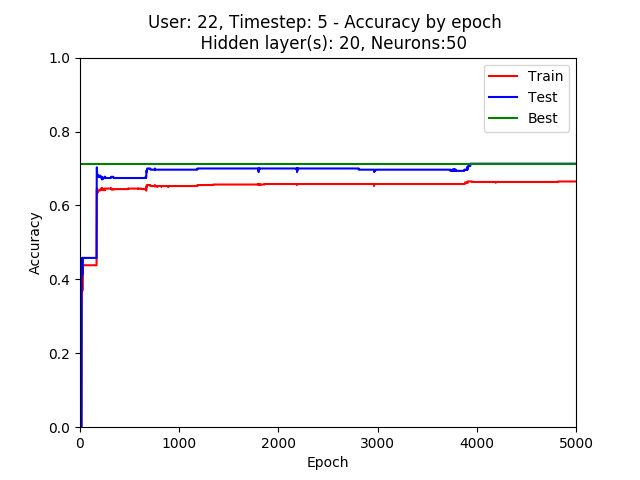 User: 22, Timestep: 5 - Accuracy by epoch
Hidden layer(s): 20, Neurons:50
1.0
0.8
0.6
0.4
0.2
0.0
Accuracy
Train
Test
Best
0 1000 2000 3000 4000 5000
Epoch